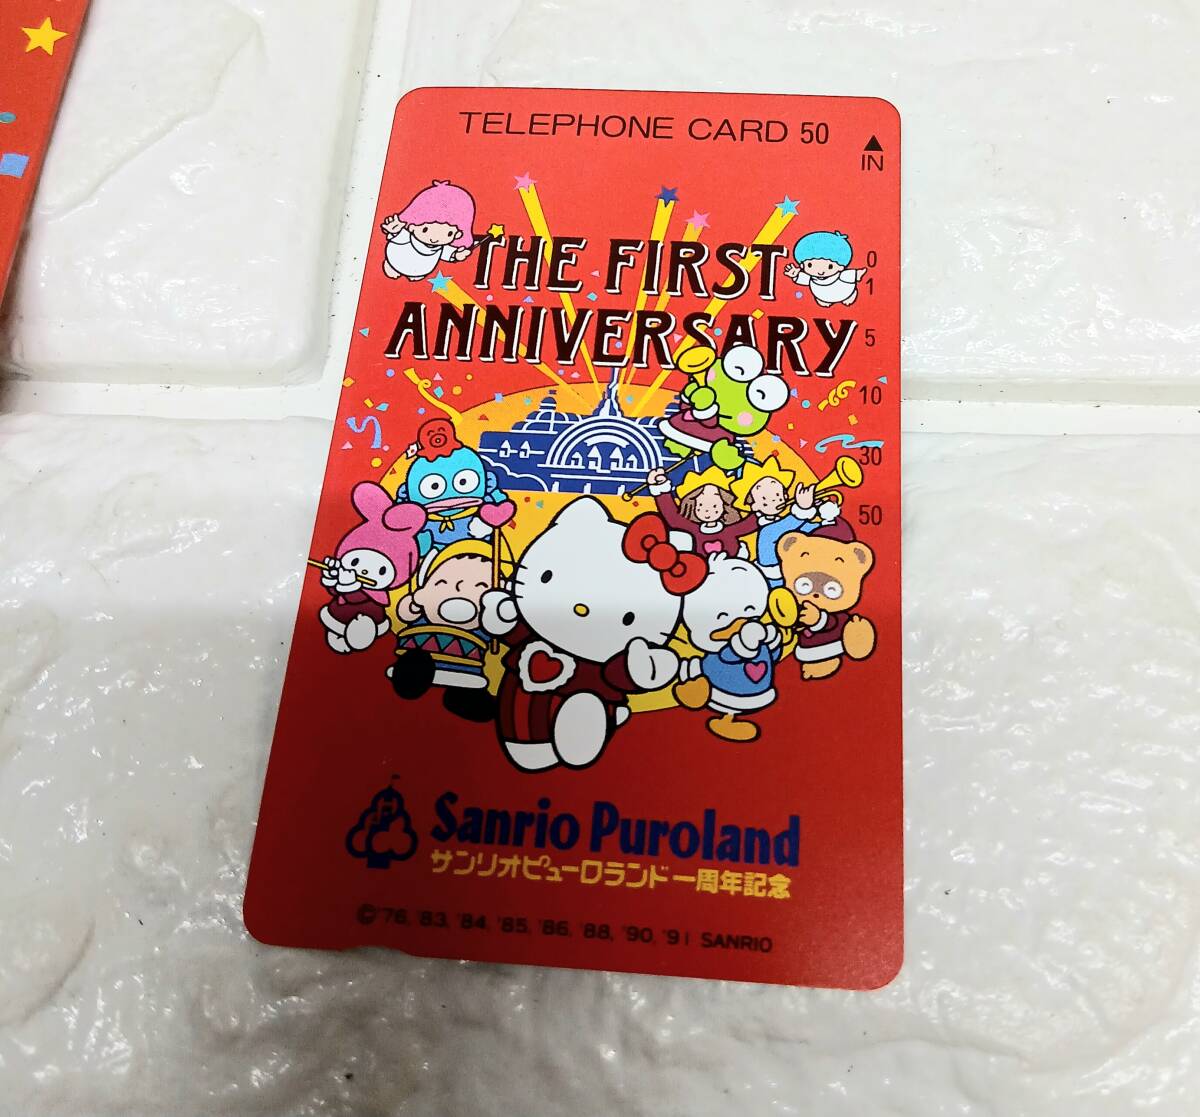 TELEPHONE CARD 50
▲
IN
THE FIRST
ANNIVERSARY
0
1
5
10
30
50
Sanrio Puroland
サンリオピューロランド一周年記念
©'76, '83, '84, '85, '86, '88, '90, '91 SANRIO